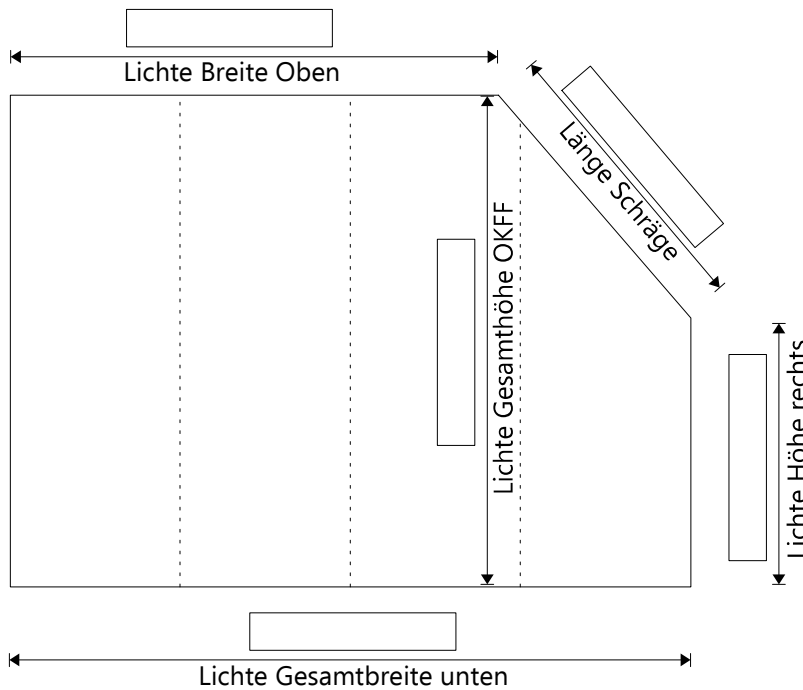 Lichte Breite Oben
Länge Schräge
Lichte Gesamthöhe OKFF
Lichte Höhe rechts
Lichte Gesamtbreite unten